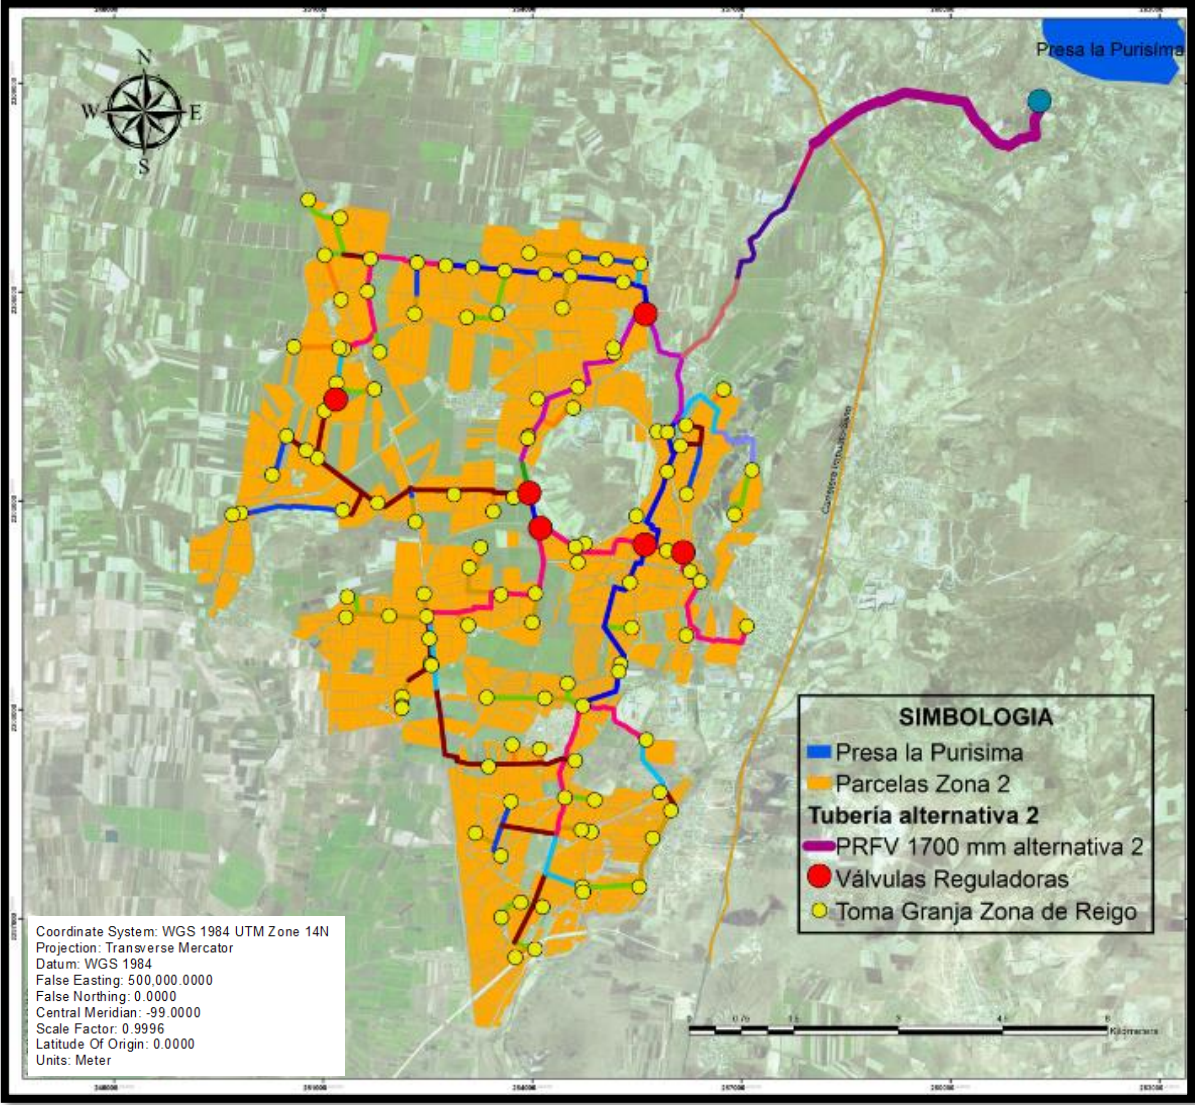 Presa la Purisima
N
W
E
S
SIMBOLOGIA
Presa la Purisima
Parcelas Zona 2
Tubería alternativa 2
PRFV 1700 mm alternativa 2
Válvulas Reguladoras
Toma Granja Zona de Reigo
Coordinate System: WGS 1984 UTM Zone 14N
Projection: Transverse Mercator
Datum: WGS 1984
False Easting: 500,000.0000
False Northing: 0.0000
Central Meridian: -99.0000
Scale Factor: 0.9996
Latitude Of Origin: 0.0000
Units: Meter
Kilometers